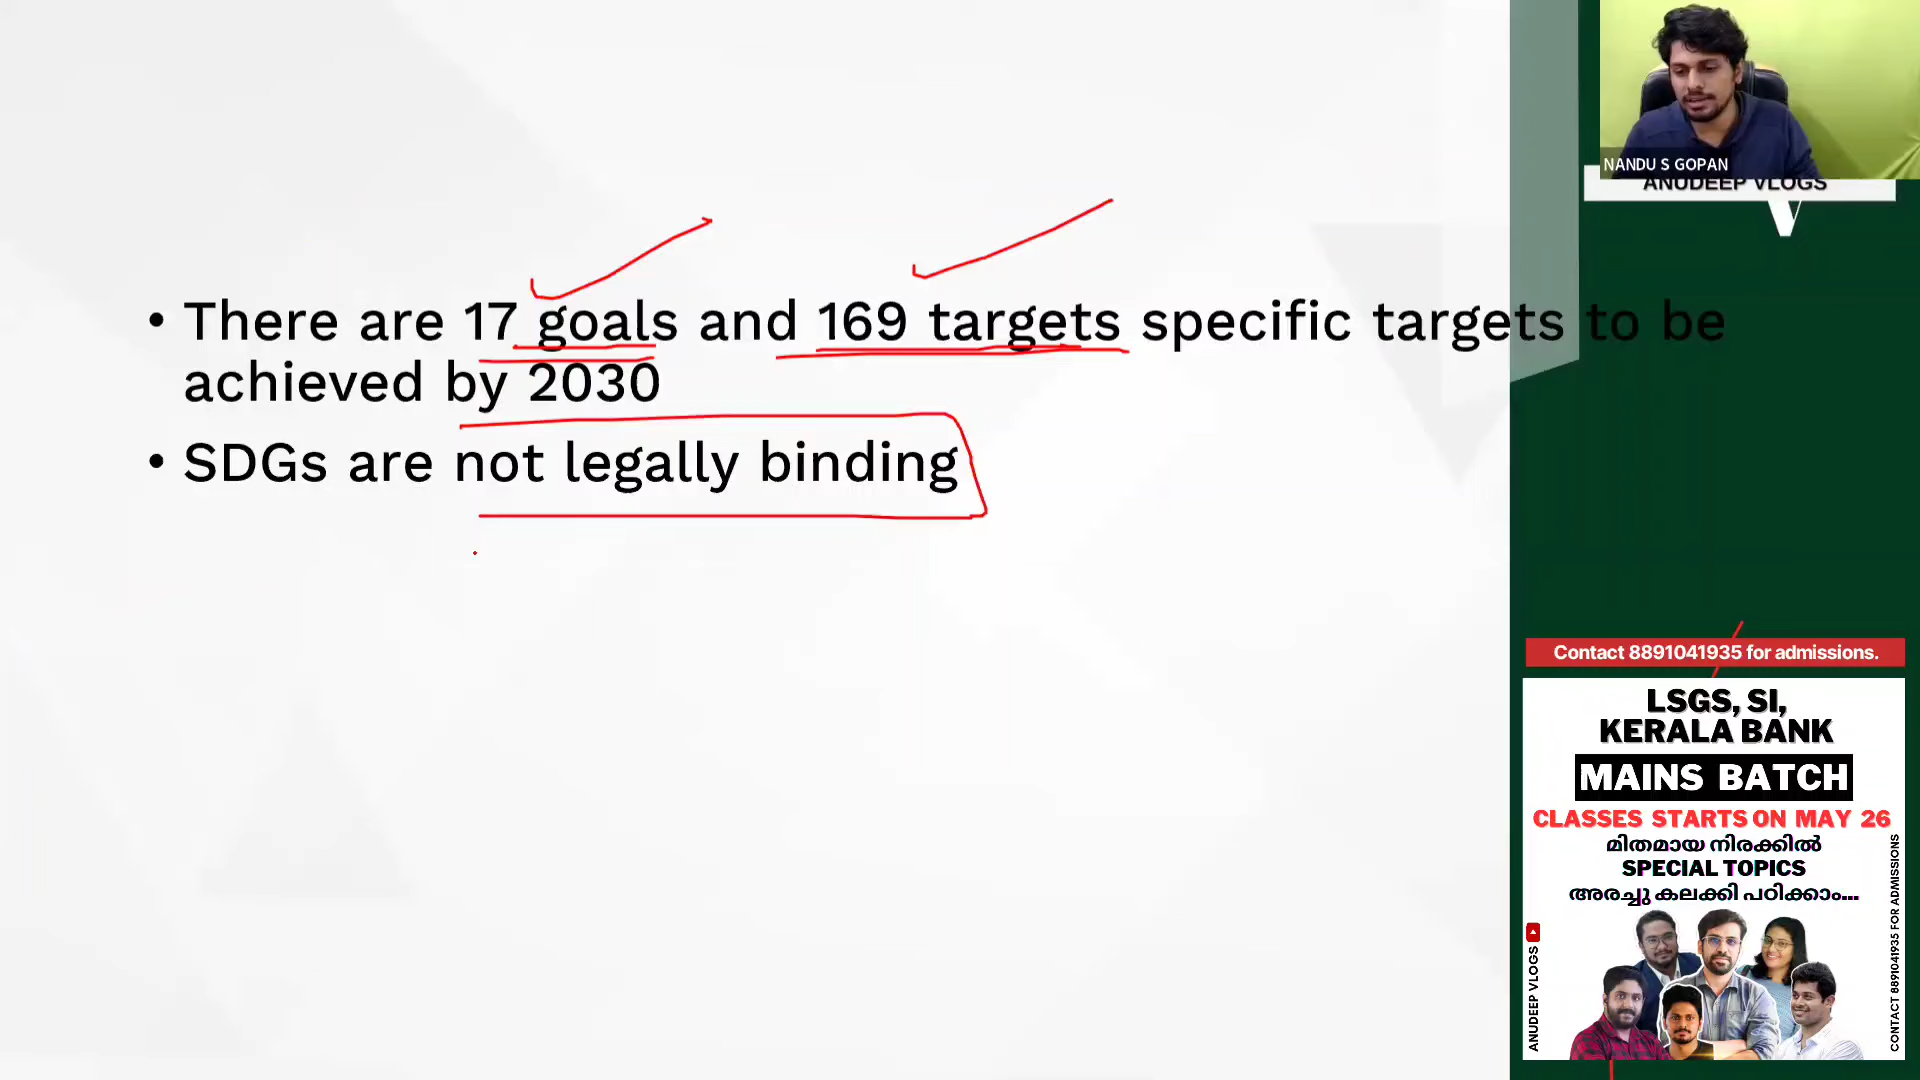 NANDU S GOPAN
ANUDEEP VLOGS
• There are 17 goals and 169 targets specific targets to be
achieved by 2030
• SDGs are not legally binding
Contact 8891041935 for admissions.
LSGS, SI,
KERALA BANK
MAINS BATCH
CLASSES STARTS ON MAY 26
മിതമായ നിരക്കിൽ
SPECIAL TOPICS
അരച്ചു കലക്കി പഠിക്കാം...
ANUDEEP VLOGS
CONTACT 8891041935 FOR ADMISSIONS